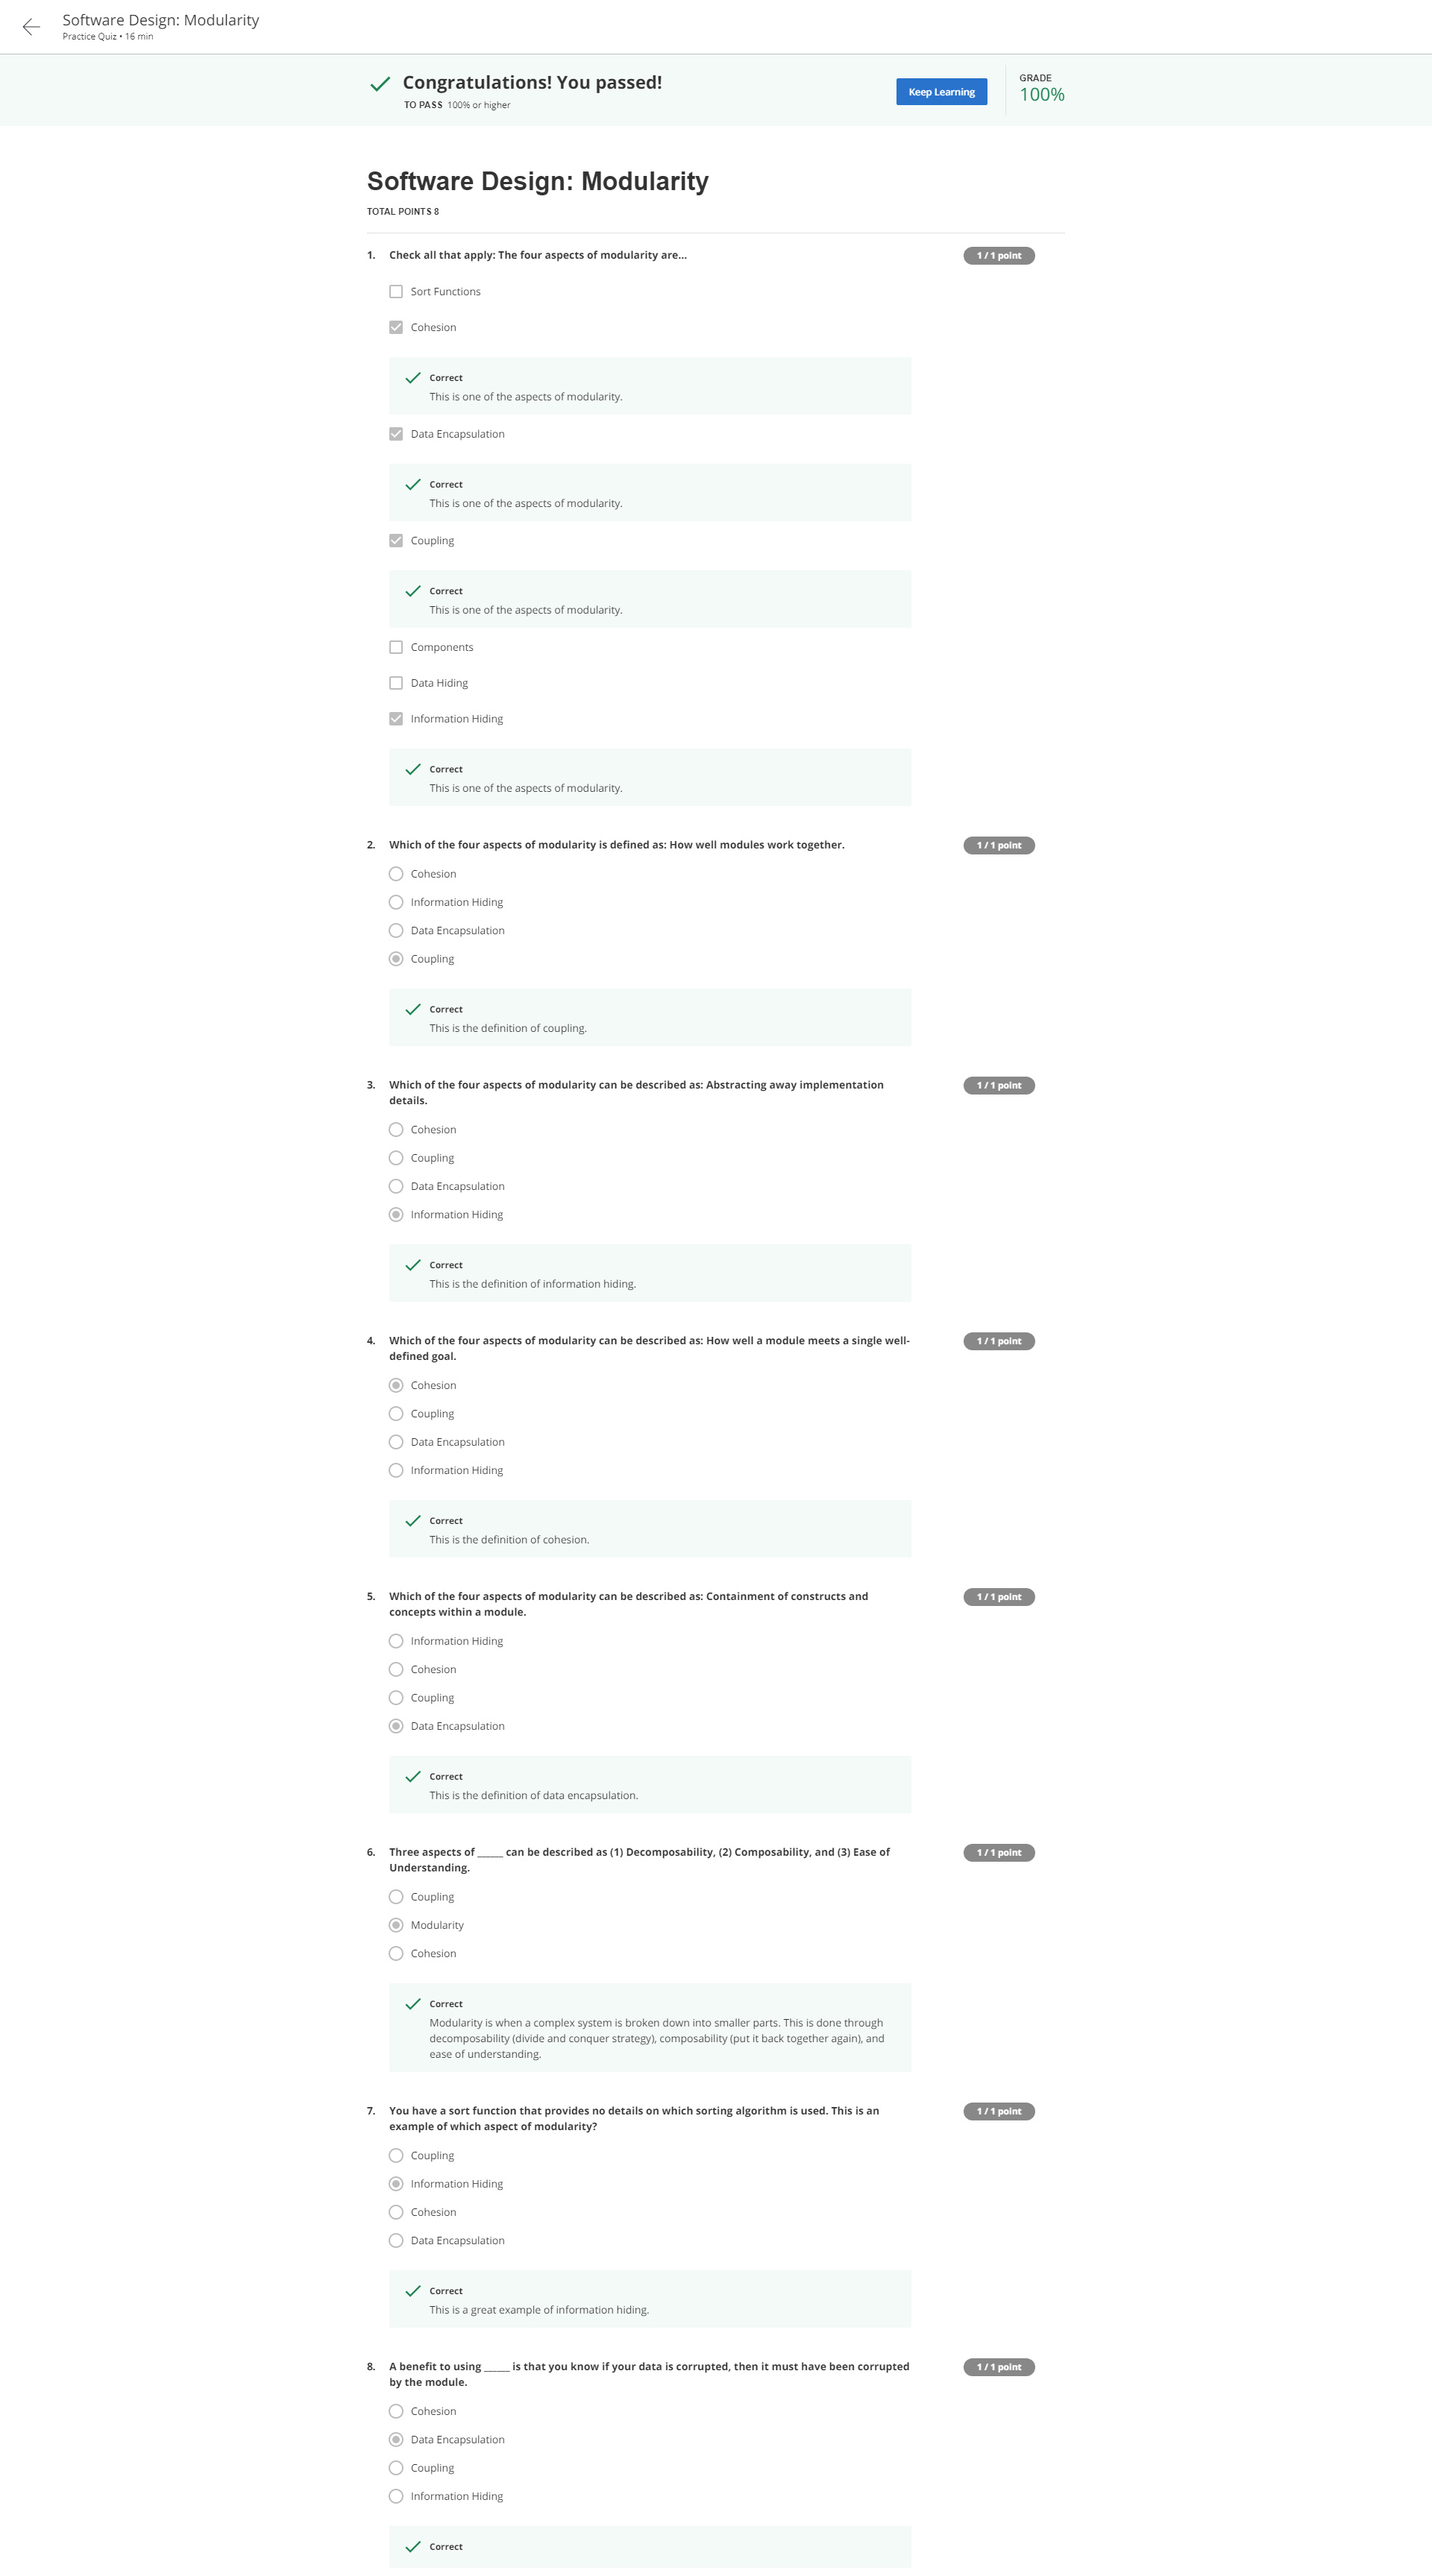 Software Design: Modularity
Practice Quiz • 16 min
Congratulations! You passed!
TO PASS 100% or higher
Keep Learning
GRADE
100%
Software Design: Modularity
TOTAL POINTS 8
1. Check all that apply: The four aspects of modularity are...
1 / 1 point
Sort Functions
Cohesion
Correct
This is one of the aspects of modularity.
Data Encapsulation
Correct
This is one of the aspects of modularity.
Coupling
Correct
This is one of the aspects of modularity.
Components
Data Hiding
Information Hiding
Correct
This is one of the aspects of modularity.
2. Which of the four aspects of modularity is defined as: How well modules work together.
1 / 1 point
Cohesion
Information Hiding
Data Encapsulation
Coupling
Correct
This is the definition of coupling.
3. Which of the four aspects of modularity can be described as: Abstracting away implementation
details.
1 / 1 point
Cohesion
Coupling
Data Encapsulation
Information Hiding
Correct
This is the definition of information hiding.
4. Which of the four aspects of modularity can be described as: How well a module meets a single well-
defined goal.
1 / 1 point
Cohesion
Coupling
Data Encapsulation
Information Hiding
Correct
This is the definition of cohesion.
5. Which of the four aspects of modularity can be described as: Containment of constructs and
concepts within a module.
1 / 1 point
Information Hiding
Cohesion
Coupling
Data Encapsulation
Correct
This is the definition of data encapsulation.
6. Three aspects of _____ can be described as (1) Decomposability, (2) Composability, and (3) Ease of
Understanding.
1 / 1 point
Coupling
Modularity
Cohesion
Correct
Modularity is when a complex system is broken down into smaller parts. This is done through
decomposability (divide and conquer strategy), composability (put it back together again), and
ease of understanding.
7. You have a sort function that provides no details on which sorting algorithm is used. This is an
example of which aspect of modularity?
1 / 1 point
Coupling
Information Hiding
Cohesion
Data Encapsulation
Correct
This is a great example of information hiding.
8. A benefit to using _____ is that you know if your data is corrupted, then it must have been corrupted
by the module.
1 / 1 point
Cohesion
Data Encapsulation
Coupling
Information Hiding
Correct